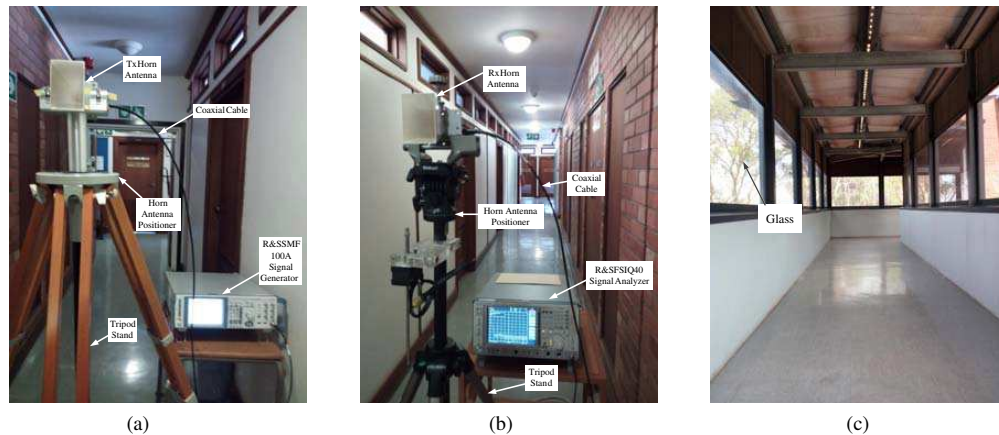 TxHorn
Antenna
Coaxial Cable
Horn
Antenna
Positioner
R&SSMF
100A
Signal
Generator
Tripod
Stand
(a)
RxHorn
Antenna
Coaxial
Cable
Horn Antenna
Positioner
R&SFSIQ40
Signal Analyzer
Tripod
Stand
(b)
Glass
(c)